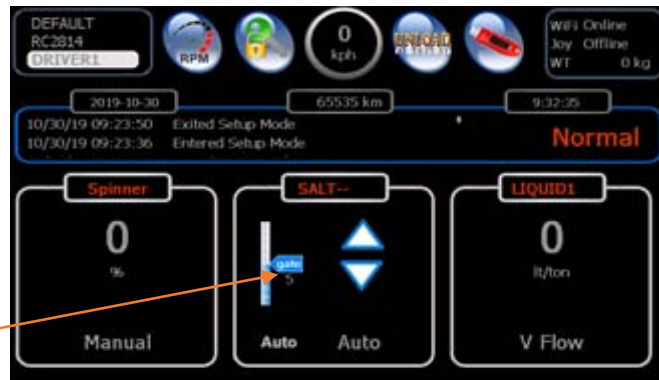 DEFAULT
RC2814
DRIVER1
RPM
0
kph
UNLOAD
WiFi Online
Joy Offline
WT 0 kg
2019-10-30
65535 km
9:32:35
10/30/19 09:23:50 Exited Setup Mode
10/30/19 09:23:36 Entered Setup Mode
Normal
Spinner
0
%
Manual
SALT--
gate
5
Auto
Auto
LIQUID1
0
lt/ton
V Flow